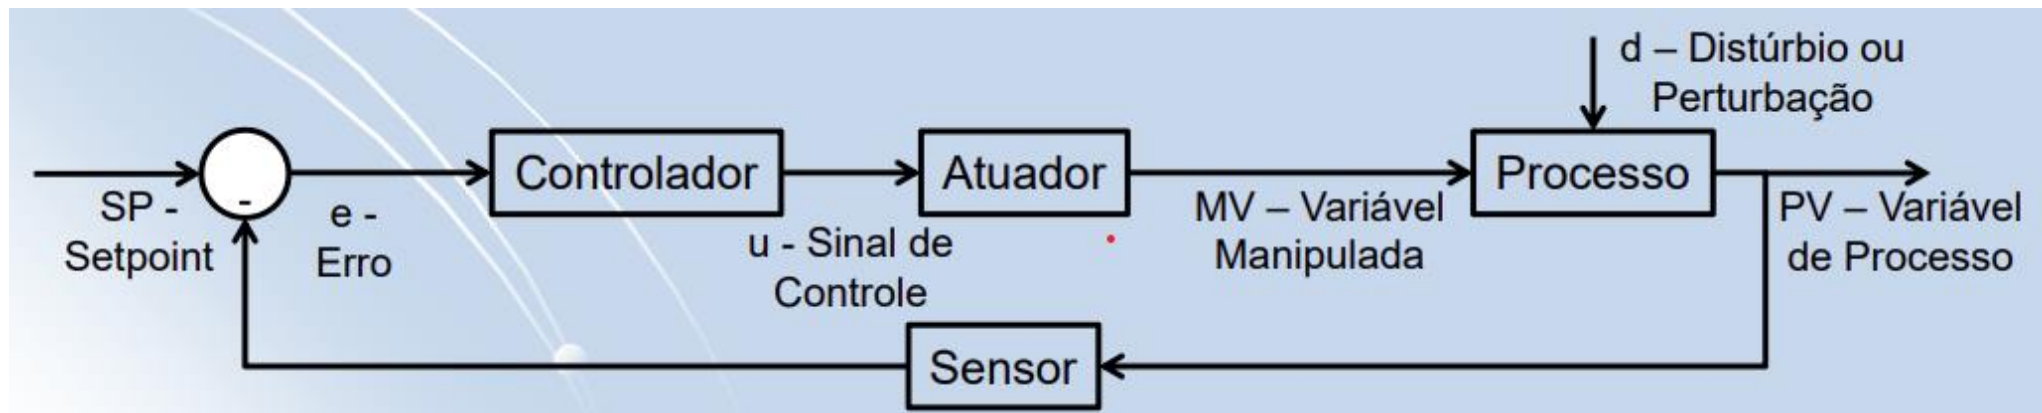 d – Distúrbio ou
Perturbação
Controlador
Atuador
Processo
SP -
Setpoint
-
e -
Erro
u - Sinal de
Controle
MV – Variável
Manipulada
PV – Variável
de Processo
Sensor